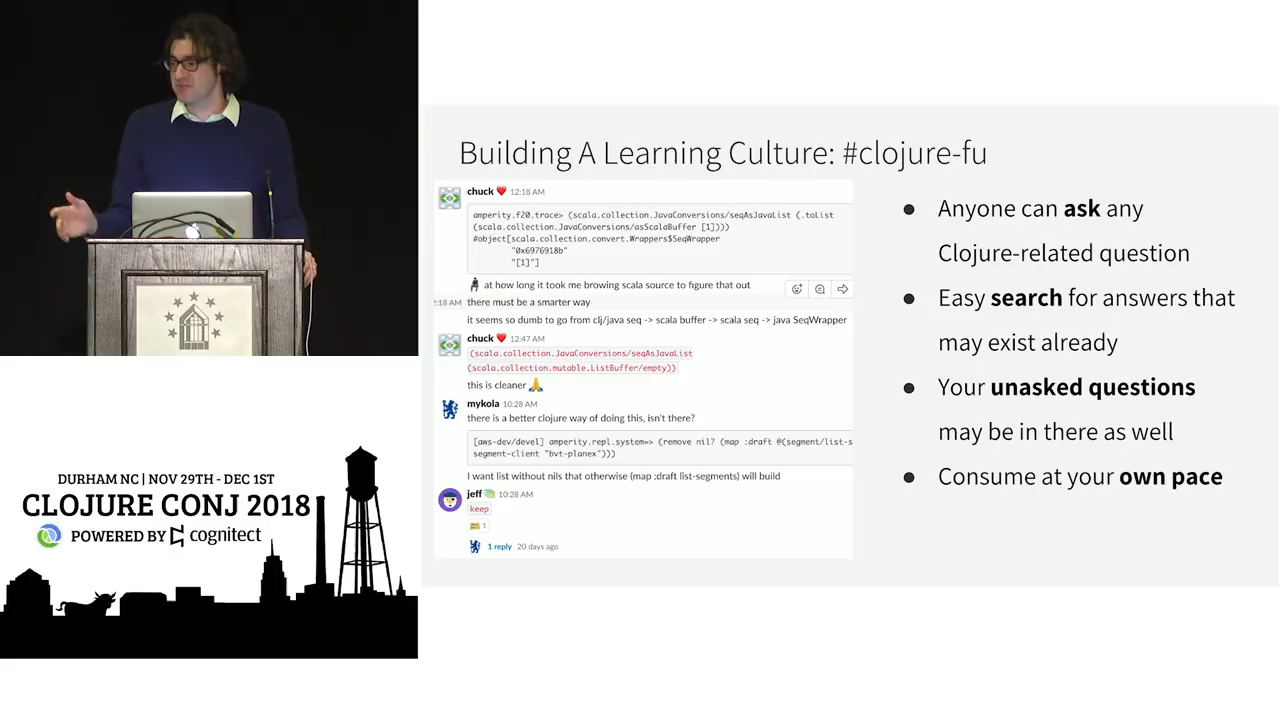 Building A Learning Culture: #clojure-fu
chuck ❤️ 12:18 AM
amperity.f20.trace> (scala.collection.JavaConversions/seqAsJavaList (.toList
(scala.collection.JavaConversions/asScalaBuffer [1])))
#object[scala.collection.convert.Wrappers$SeqWrapper
"0x6976918b"
"[1]"]
at how long it took me browing scala source to figure that out
:18 AM there must be a smarter way
it seems so dumb to go from clj/java seq -> scala buffer -> scala seq -> java SeqWrapper
chuck ❤️ 12:47 AM
(scala.collection.JavaConversions/seqAsJavaList
(scala.collection.mutable.ListBuffer/empty))
this is cleaner 🙏
mykola 10:28 AM
there is a better clojure way of doing this, isn't there?
[aws-dev/devel] amperity.repl.system=> (remove nil? (map :draft @(segment/list-s
segment-client "bvt-planex")))
I want list without nils that otherwise (map :draft list-segments) will build
jeff 10:28 AM
keep
1
1 reply 20 days ago
● Anyone can ask any
Clojure-related question
● Easy search for answers that
may exist already
● Your unasked questions
may be in there as well
● Consume at your own pace
DURHAM NC | NOV 29TH - DEC 1ST
CLOJURE CONJ 2018
POWERED BY cognitect